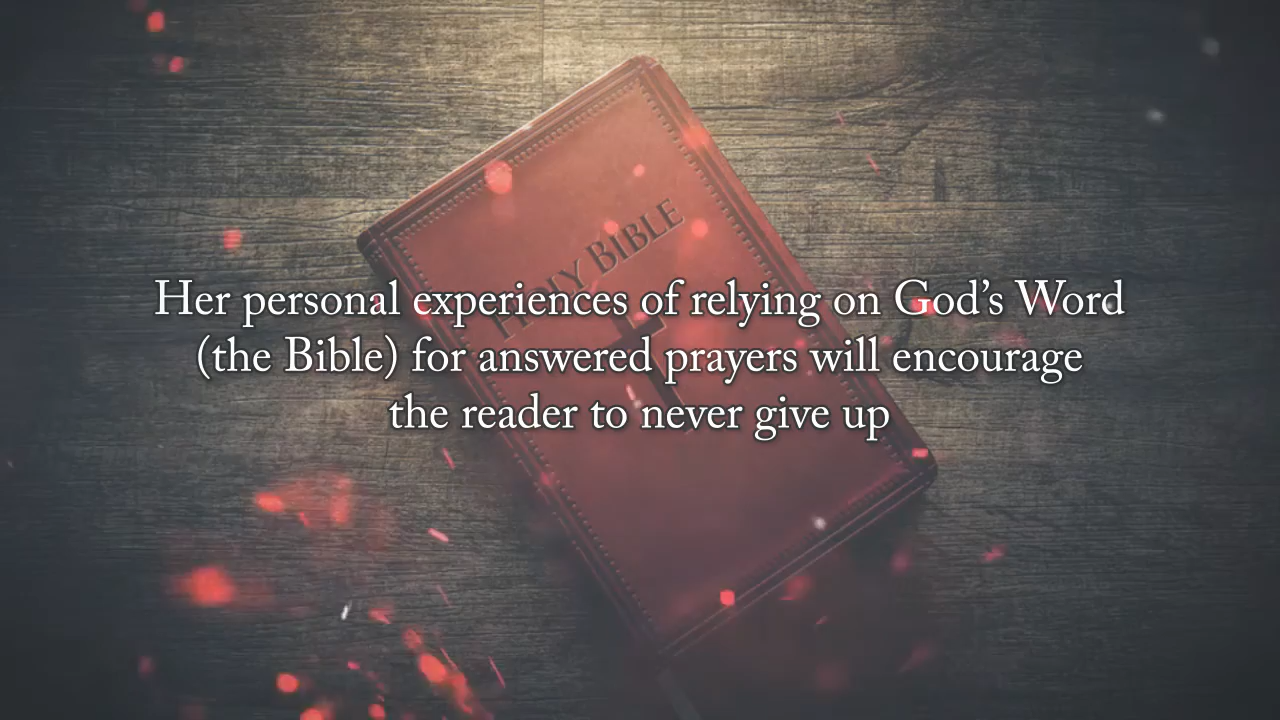 HOLY BIBLE
Her personal experiences of relying on God’s Word
(the Bible) for answered prayers will encourage
the reader to never give up